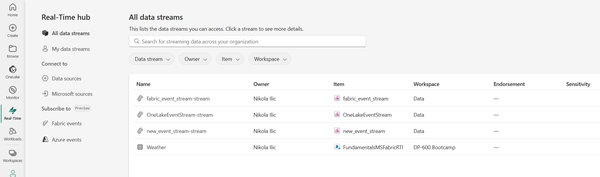 Home
Create
Browse
OneLake
Monitor
Real-Time
Workloads
Workspaces
Real-Time hub
All data streams
My data streams
Connect to
Data sources
Microsoft sources
Subscribe to Preview
Fabric events
Azure events
All data streams
This lists the data streams you can access. Click a stream to see more details.
Search for streaming data across your organization
Data stream Owner Item Workspace
Name Owner Item Workspace Endorsement Sensitivity
fabric_event_stream-stream Nikola Ilic fabric_event_stream Data —
OneLakeEventStream-stream Nikola Ilic OneLakeEventStream Data —
new_event_stream-stream Nikola Ilic new_event_stream Data —
Weather Nikola Ilic FundamentalsMSFabricRTI DP-600 Bootcamp —